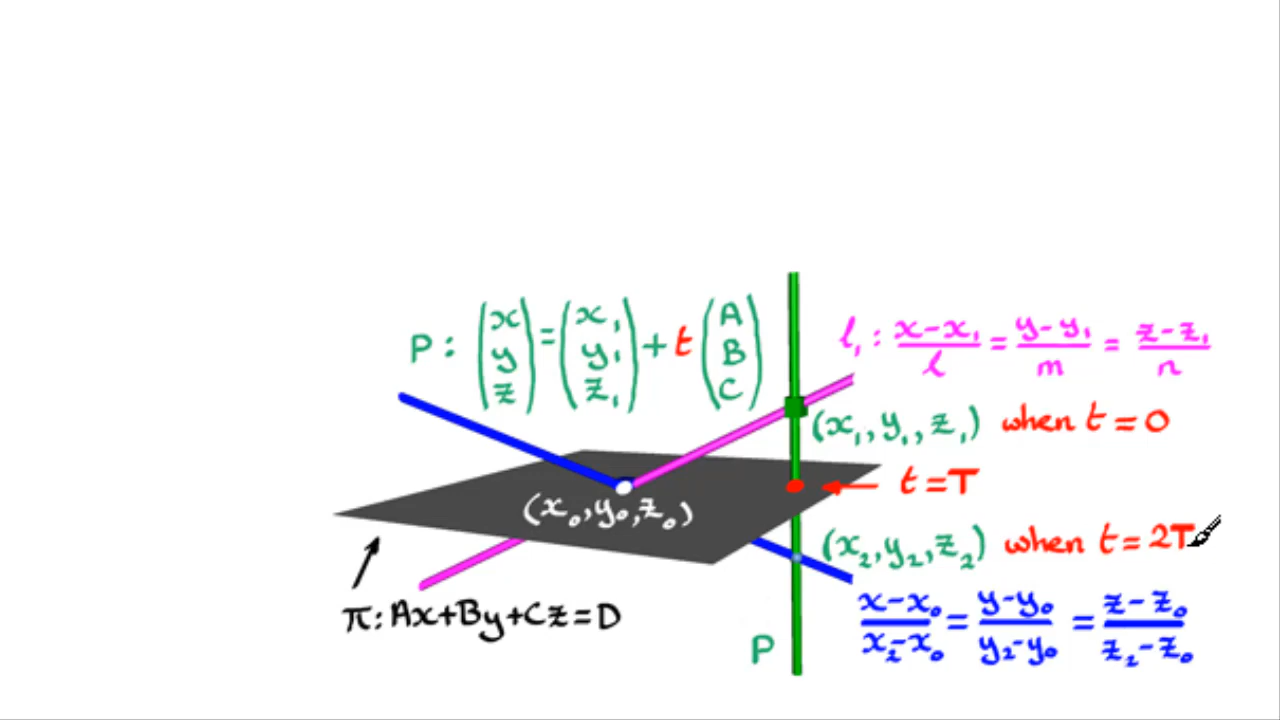 P: (x y z) = (x₁ y₁ z₁) + t (A B C)
l₁: x-x₁/l = y-y₁/m = z-z₁/n
(x₁, y₁, z₁) when t = 0
t = T
(x₀, y₀, z₀)
(x₂, y₂, z₂) when t = 2T
π: Ax+By+Cz=D
x-x₀/x₂-x₀ = y-y₀/y₂-y₀ = z-z₀/z₂-z₀
P